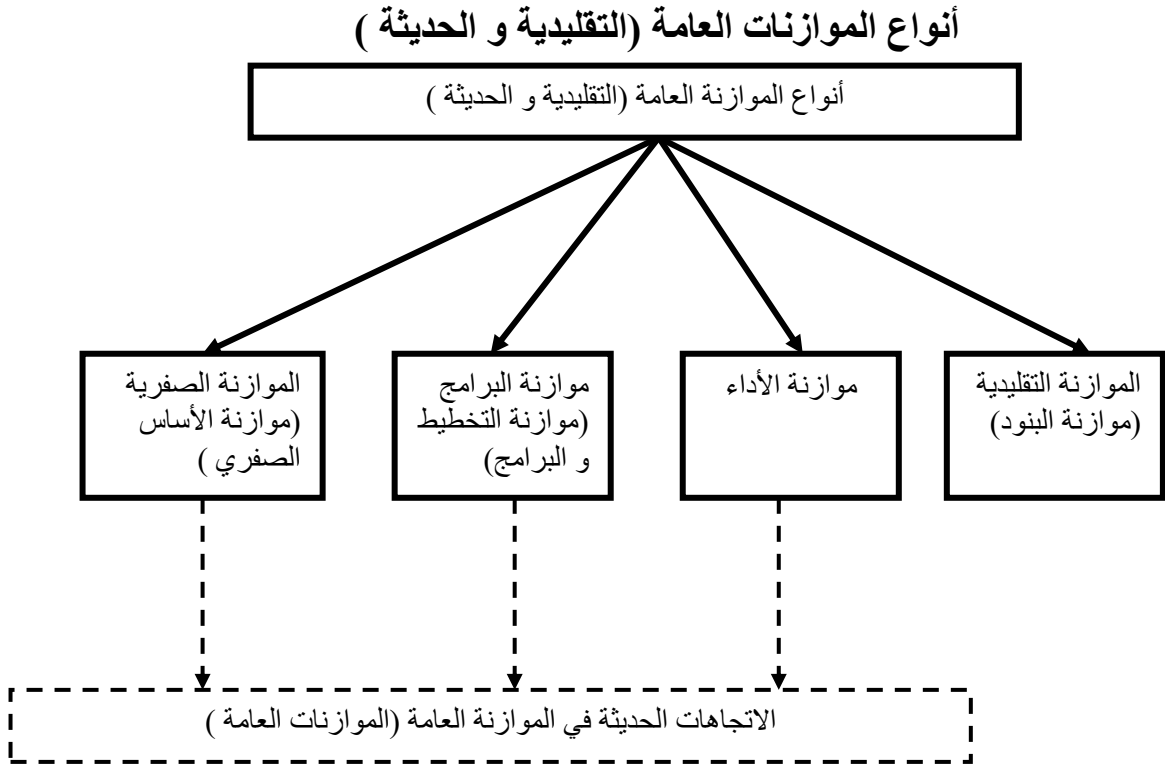 أنواع الموازنات العامة (التقليدية و الحديثة )
أنواع الموازنة العامة (التقليدية و الحديثة )
الموازنة التقليدية
(موازنة البنود)
موازنة الأداء
موازنة البرامج
(موازنة التخطيط
و البرامج)
الموازنة الصفرية
(موازنة الأساس
الصفري )
الاتجاهات الحديثة في الموازنة العامة (الموازنات العامة )